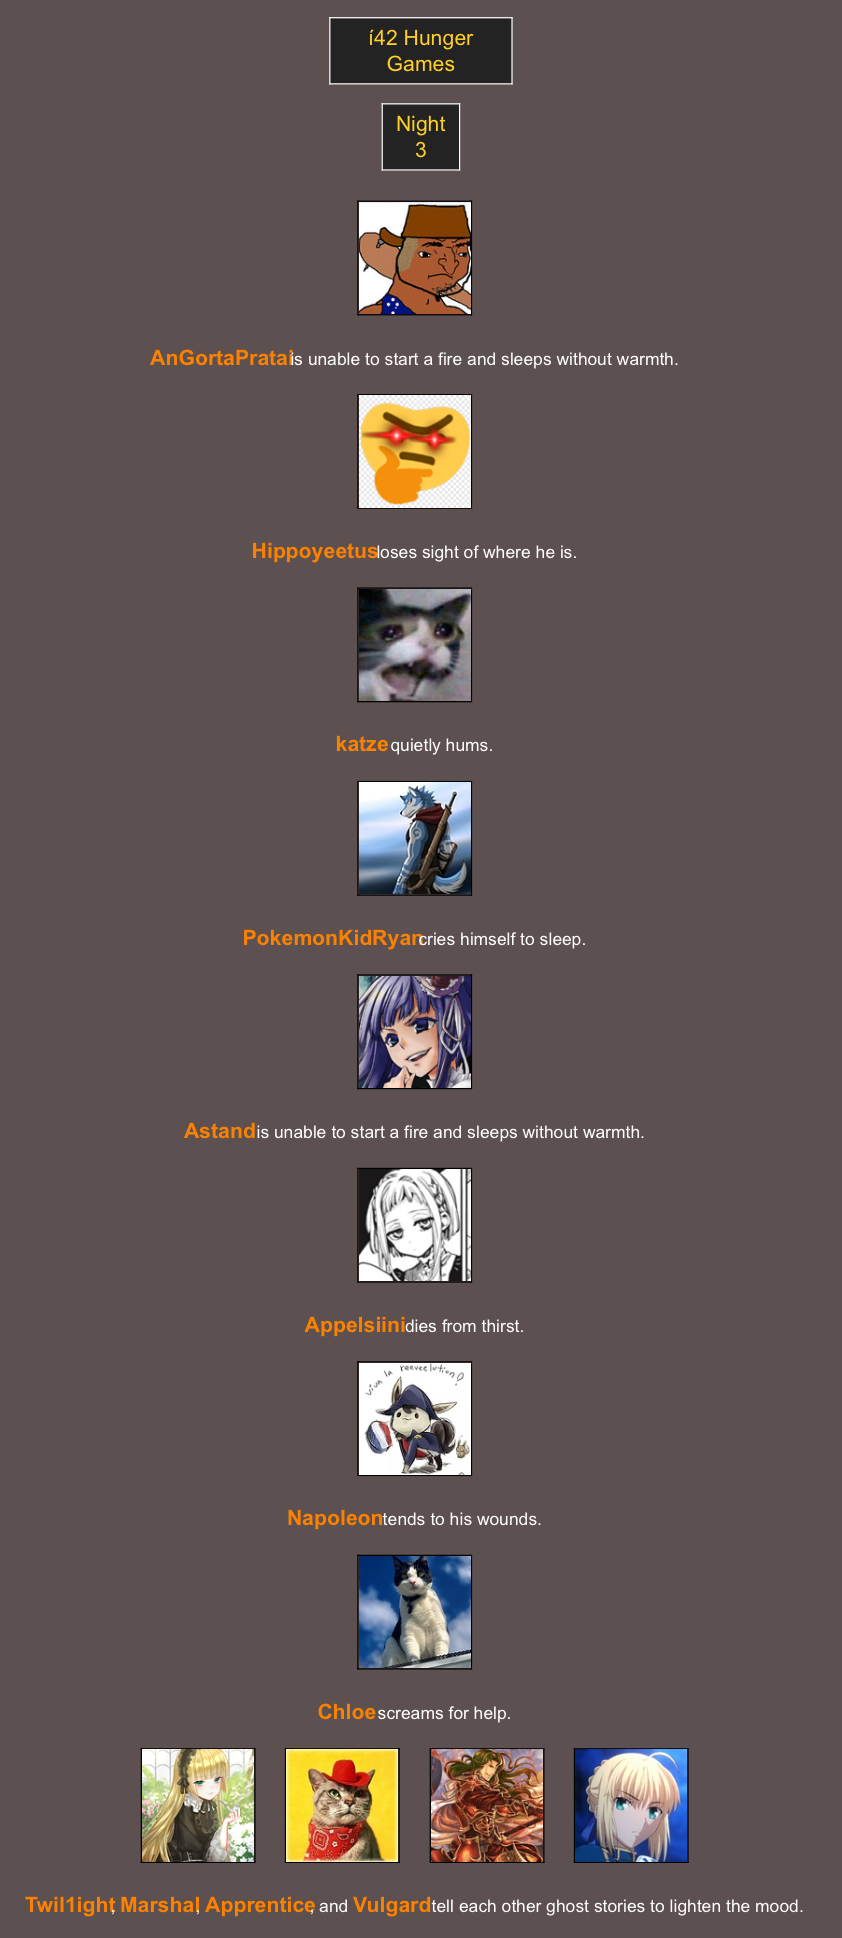 í42 Hunger
Games
Night
3
AnGortaPratai is unable to start a fire and sleeps without warmth.
Hippoyeetus loses sight of where he is.
katze quietly hums.
PokemonKidRyan cries himself to sleep.
Astand is unable to start a fire and sleeps without warmth.
Appelsiini dies from thirst.
viva la reeveelution!
Napoleon tends to his wounds.
Chloe screams for help.
Twil1ight, Marshal, Apprentice, and Vulgard tell each other ghost stories to lighten the mood.